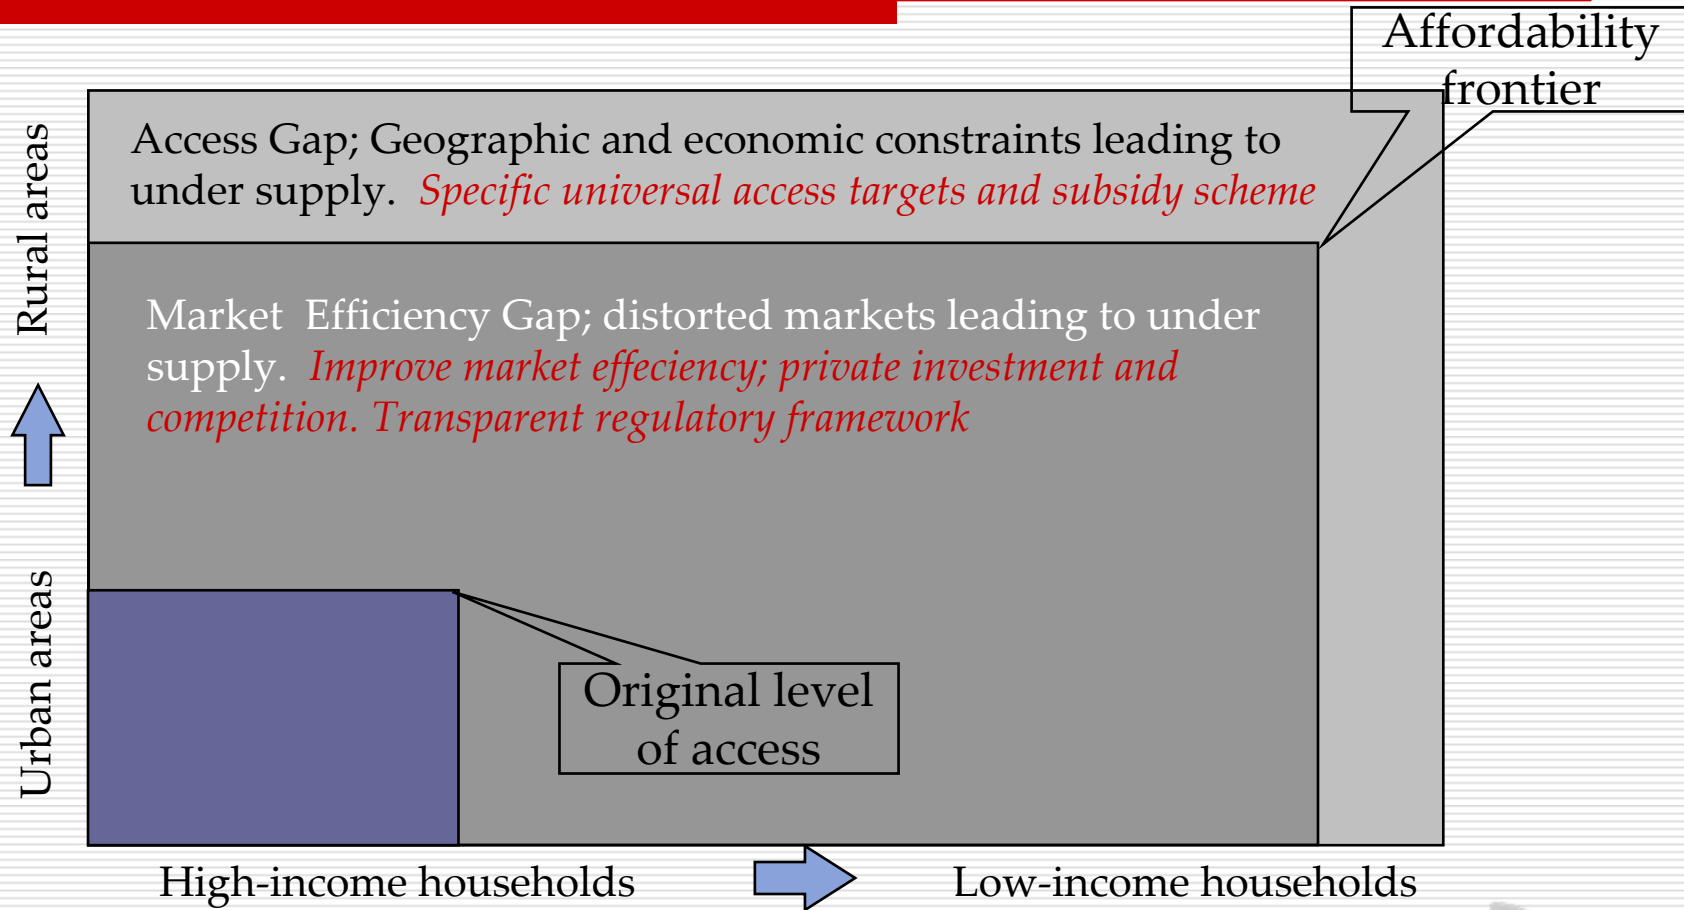 Affordability
frontier
Access Gap; Geographic and economic constraints leading to
under supply. Specific universal access targets and subsidy scheme
Rural areas
Market Efficiency Gap; distorted markets leading to under
supply. Improve market effeciency; private investment and
competition. Transparent regulatory framework
Urban areas
Original level
of access
High-income households
Low-income households